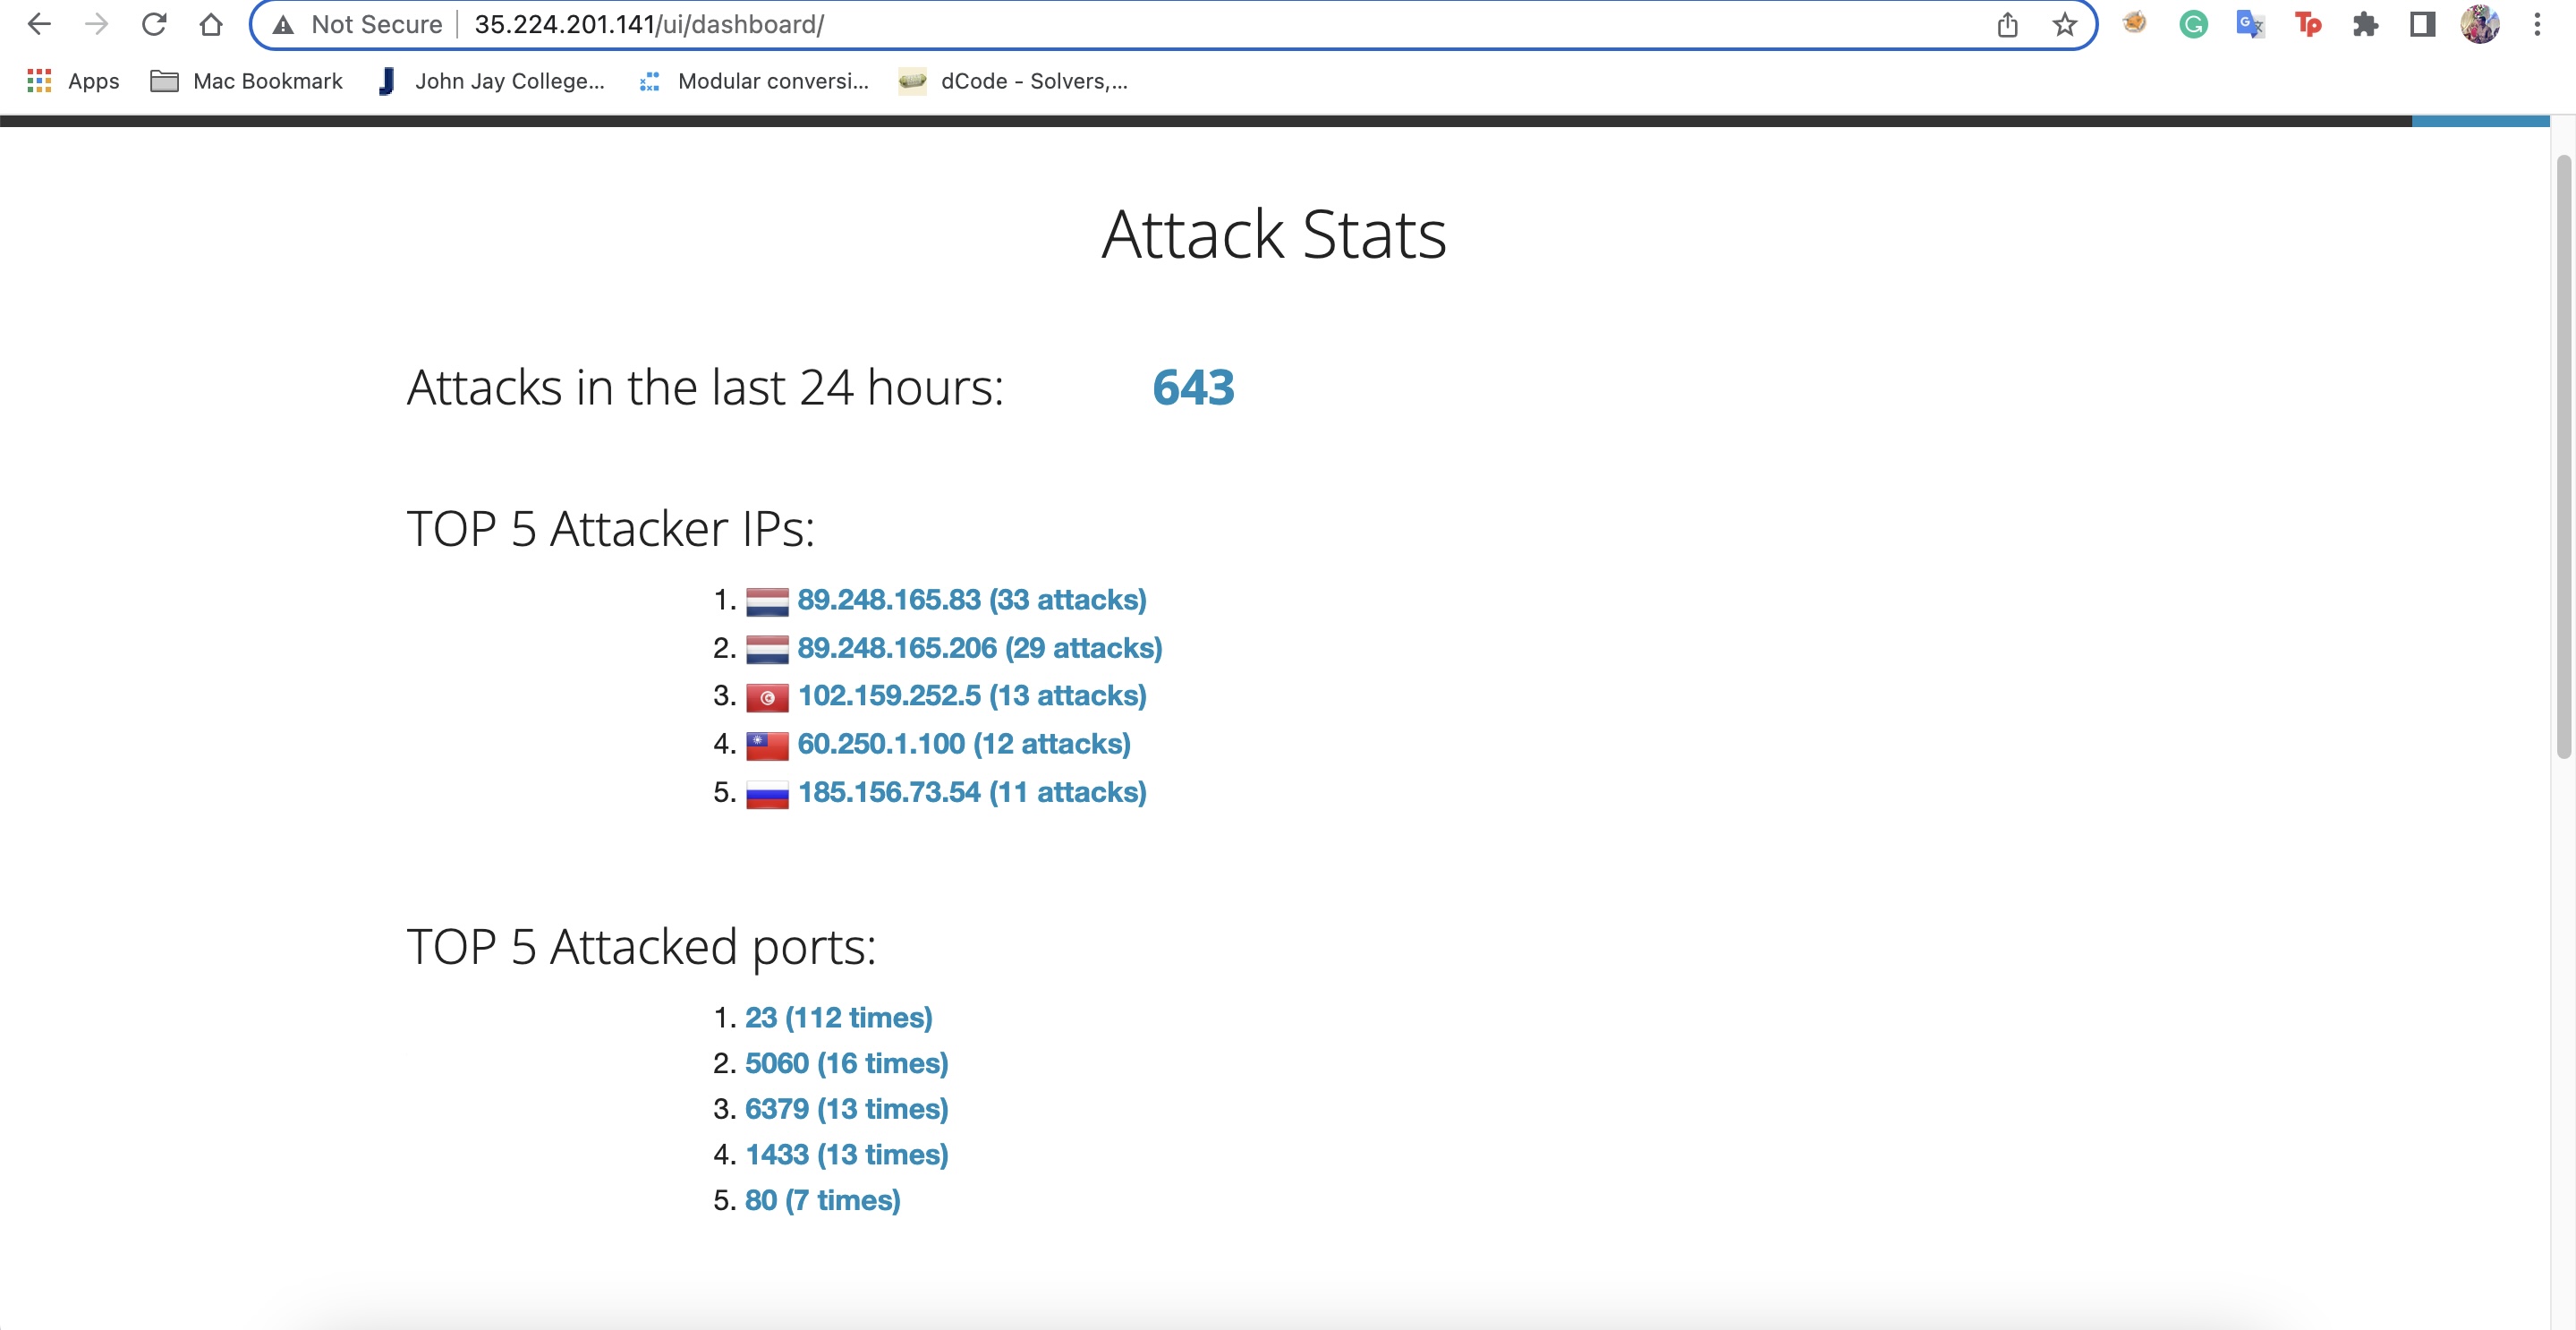 Not Secure 35.224.201.141/ui/dashboard/
Apps Mac Bookmark John Jay College... Modular conversi... dCode - Solvers,...
Attack Stats
Attacks in the last 24 hours: 643
TOP 5 Attacker IPs:
1. 89.248.165.83 (33 attacks)
2. 89.248.165.206 (29 attacks)
3. 102.159.252.5 (13 attacks)
4. 60.250.1.100 (12 attacks)
5. 185.156.73.54 (11 attacks)
TOP 5 Attacked ports:
1. 23 (112 times)
2. 5060 (16 times)
3. 6379 (13 times)
4. 1433 (13 times)
5. 80 (7 times)